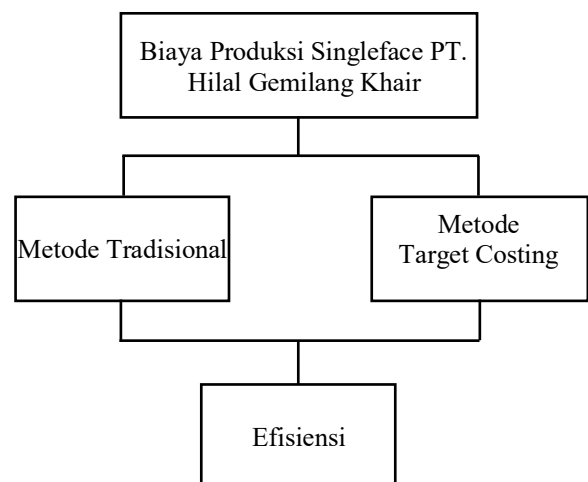 Biaya Produksi Singleface PT.
Hilal Gemilang Khair
Metode Tradisional
Metode
Target Costing
Efisiensi